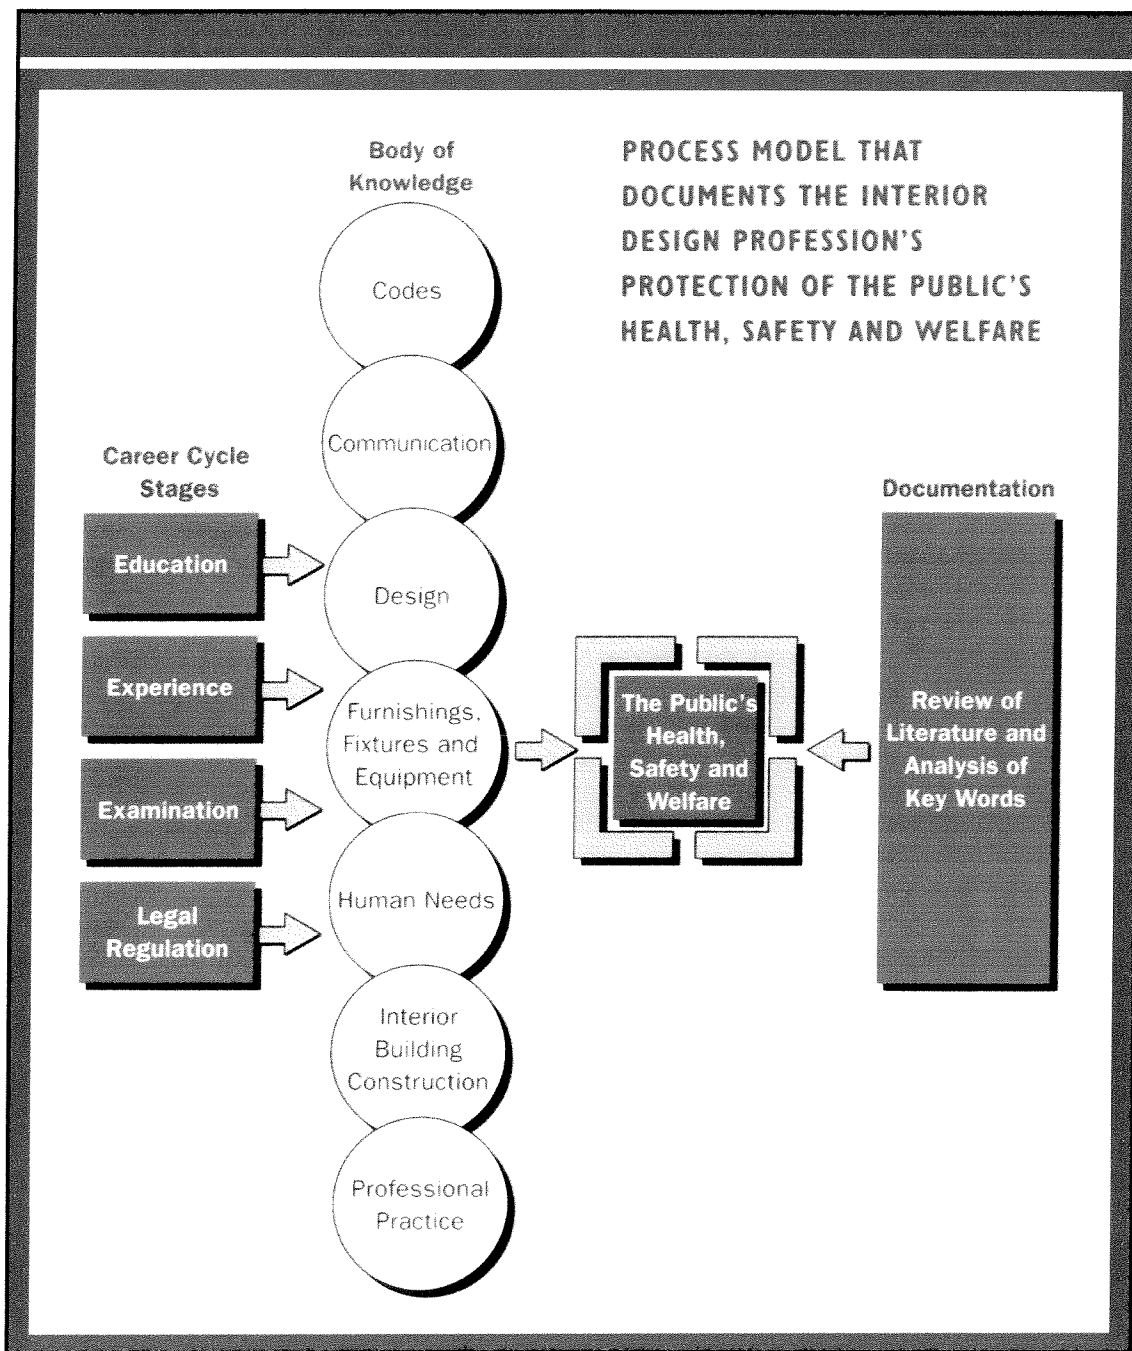 PROCESS MODEL THAT
DOCUMENTS THE INTERIOR
DESIGN PROFESSION'S
PROTECTION OF THE PUBLIC'S
HEALTH, SAFETY AND WELFARE
Body of
Knowledge
Codes
Communication
Design
Furnishings,
Fixtures and
Equipment
Human Needs
Interior
Building
Construction
Professional
Practice
Career Cycle
Stages
Education
Experience
Examination
Legal
Regulation
The Public's
Health,
Safety and
Welfare
Documentation
Review of
Literature and
Analysis of
Key Words